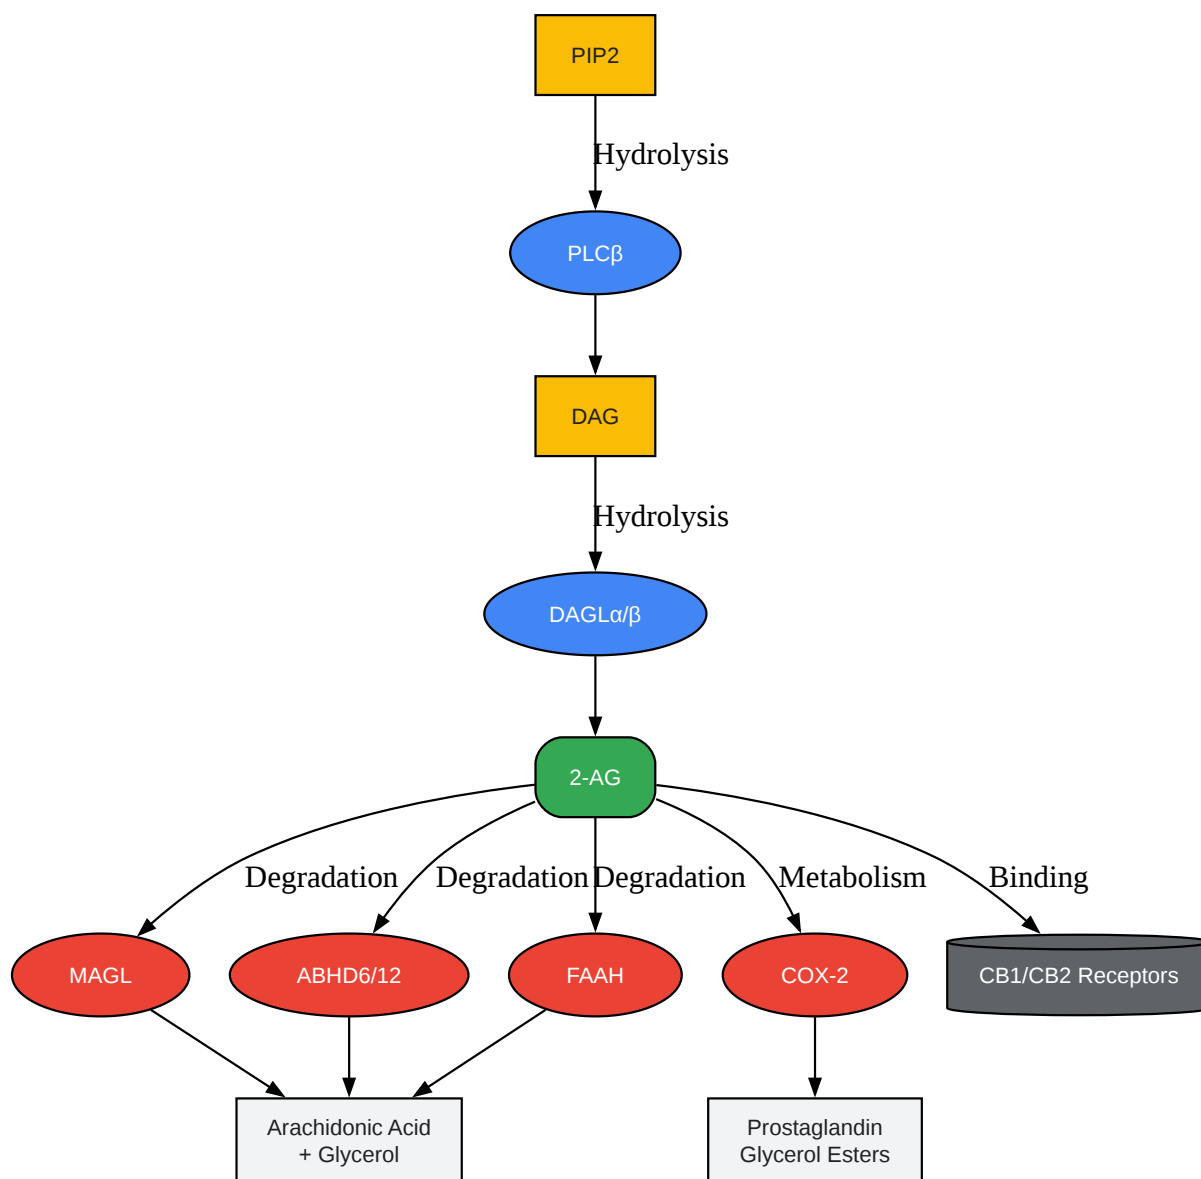 PIP2
Hydrolysis
PLCβ
DAG
Hydrolysis
DAGLα/β
2-AG
Degradation
Degradation
Degradation
Metabolism
Binding
MAGL
ABHD6/12
FAAH
COX-2
CB1/CB2 Receptors
Arachidonic Acid
+ Glycerol
Prostaglandin
Glycerol Esters